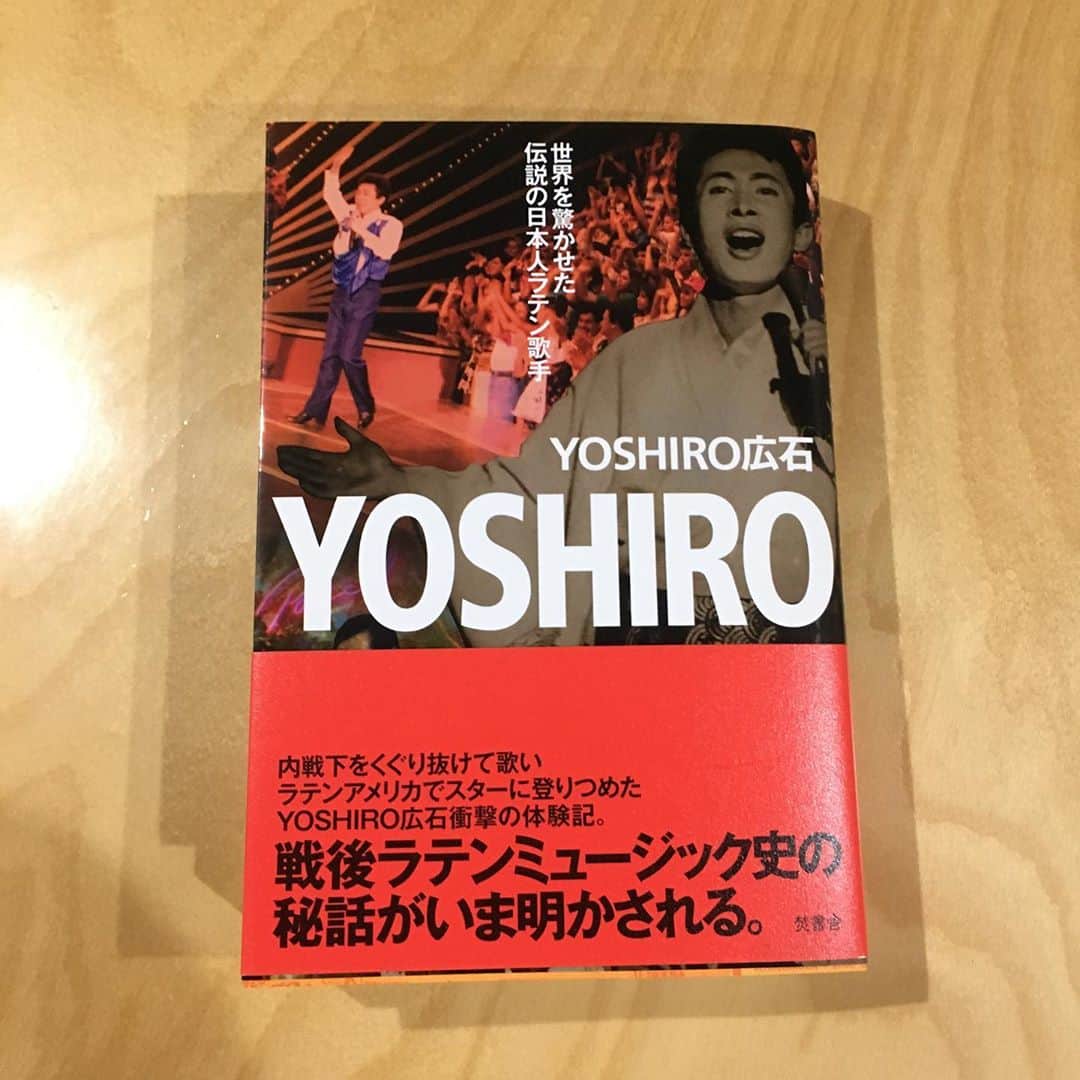 世界を驚かせた
伝説の日本人ラテン歌手
YOSHIRO広石
YOSHIRO
内戦下をくぐり抜けて歌い
ラテンアメリカでスターに登りつめた
YOSHIRO広石衝撃の体験記。
戦後ラテンミュージック史の
秘話がいま明かされる。
焚書舎